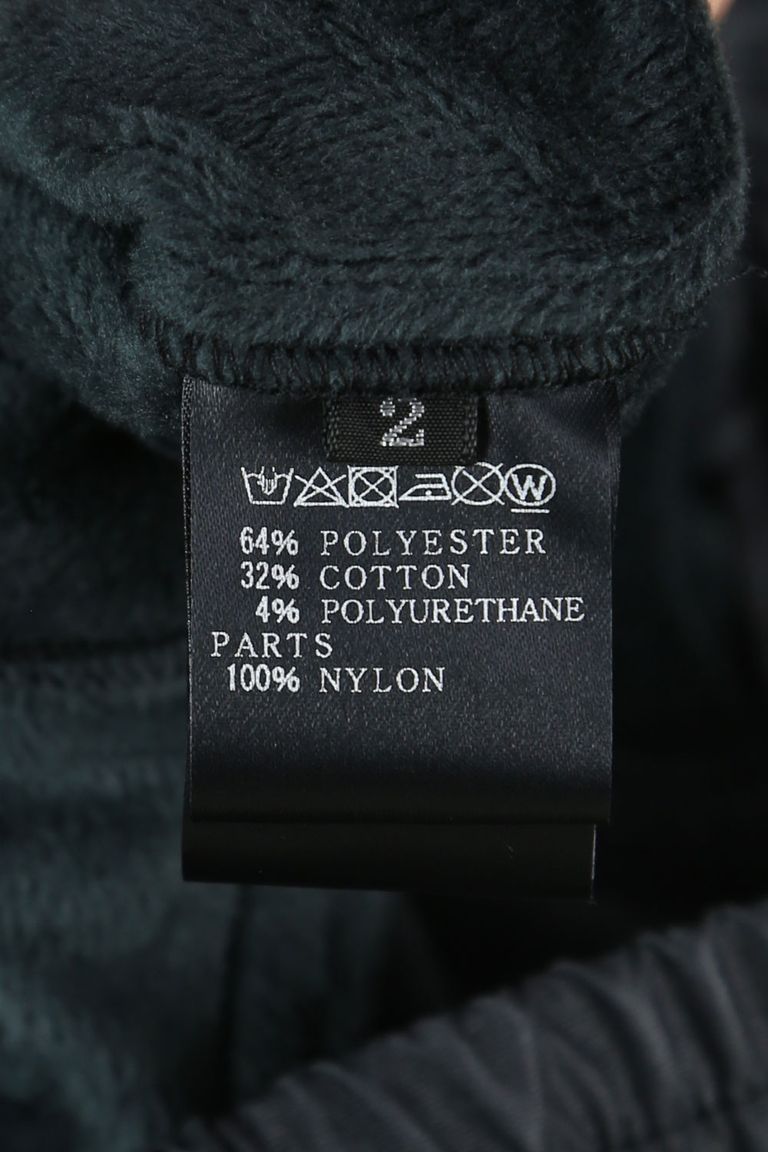 2
W
64% POLYESTER
32% COTTON
4% POLYURETHANE
PARTS
100% NYLON